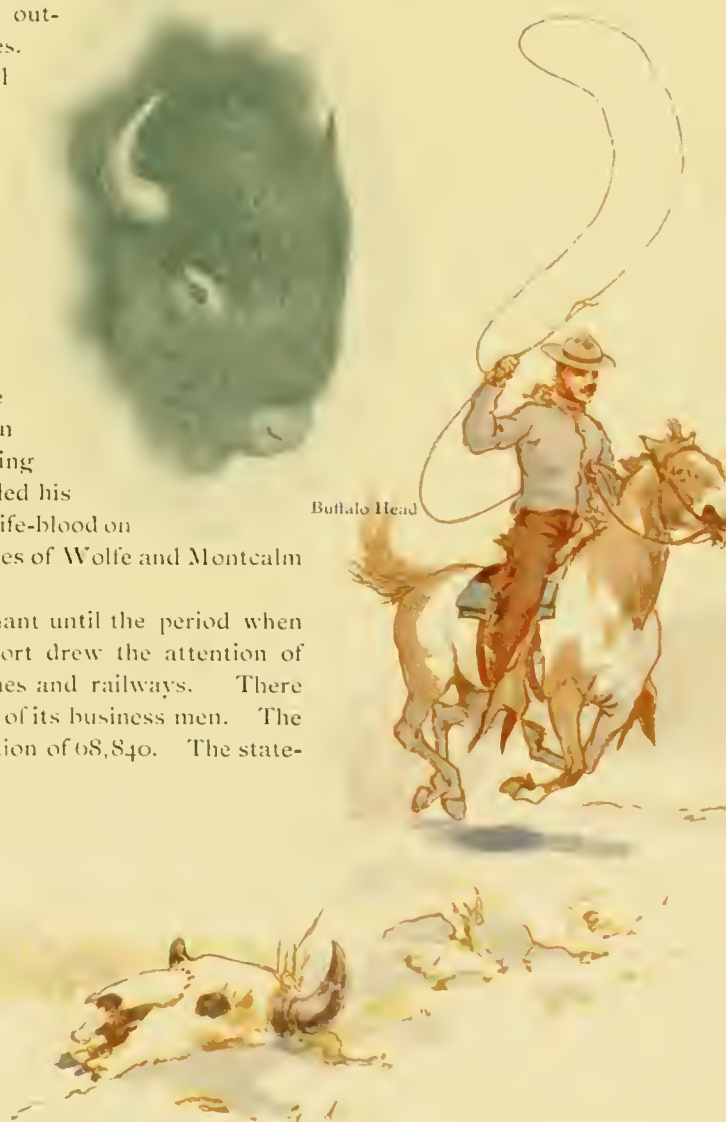 out-
es.
l
e
n
ing
led his
ife-blood on
es of Wolfe and Montcalm
Buffalo Head
ant until the period when
ort drew the attention of
nes and railways. There
of its business men. The
tion of 68,840. The state-